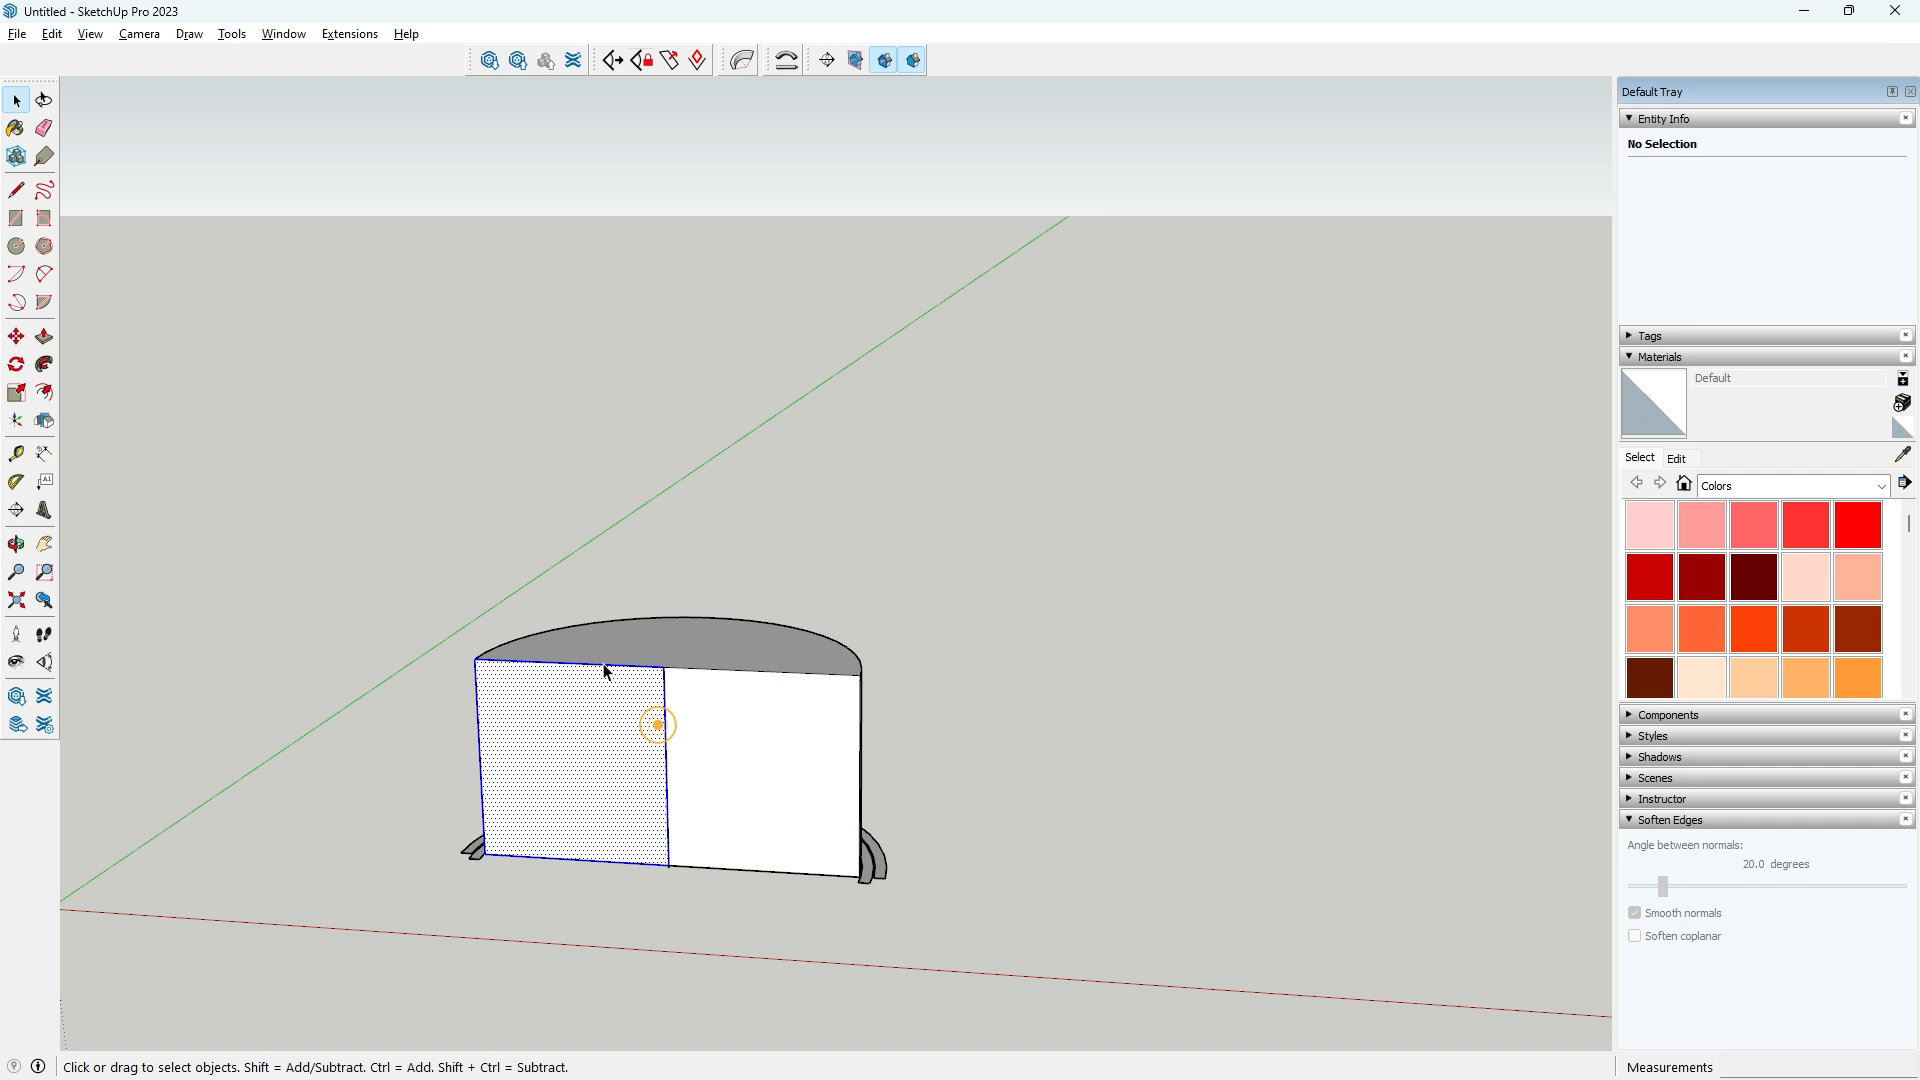 Untitled - SketchUp Pro 2023
File Edit View Camera Draw Tools Window Extensions Help
Default Tray
Entity Info
No Selection
Tags
Materials
Default
Select Edit
Colors
Components
Styles
Shadows
Scenes
Instructor
Soften Edges
Angle between normals:
20.0 degrees
Smooth normals
Soften coplanar
Click or drag to select objects. Shift = Add/Subtract. Ctrl = Add. Shift + Ctrl = Subtract.
Measurements